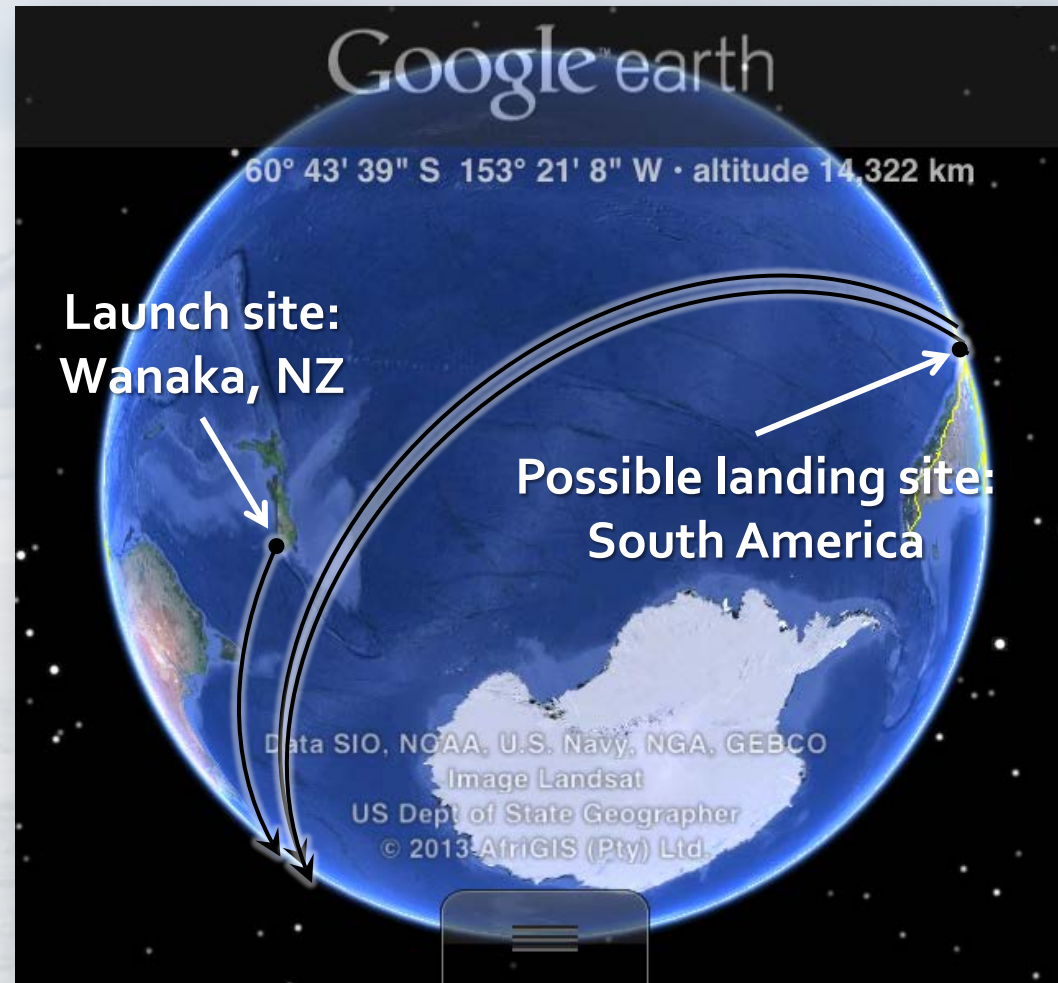 Google™ earth
60° 43' 39" S 153° 21' 8" W · altitude 14,322 km
Launch site:
Wanaka, NZ
Possible landing site:
South America
Data SIO, NOAA, U.S. Navy, NGA, GEBCO
Image Landsat
US Dept of State Geographer
© 2013 AfriGIS (Pty) Ltd.